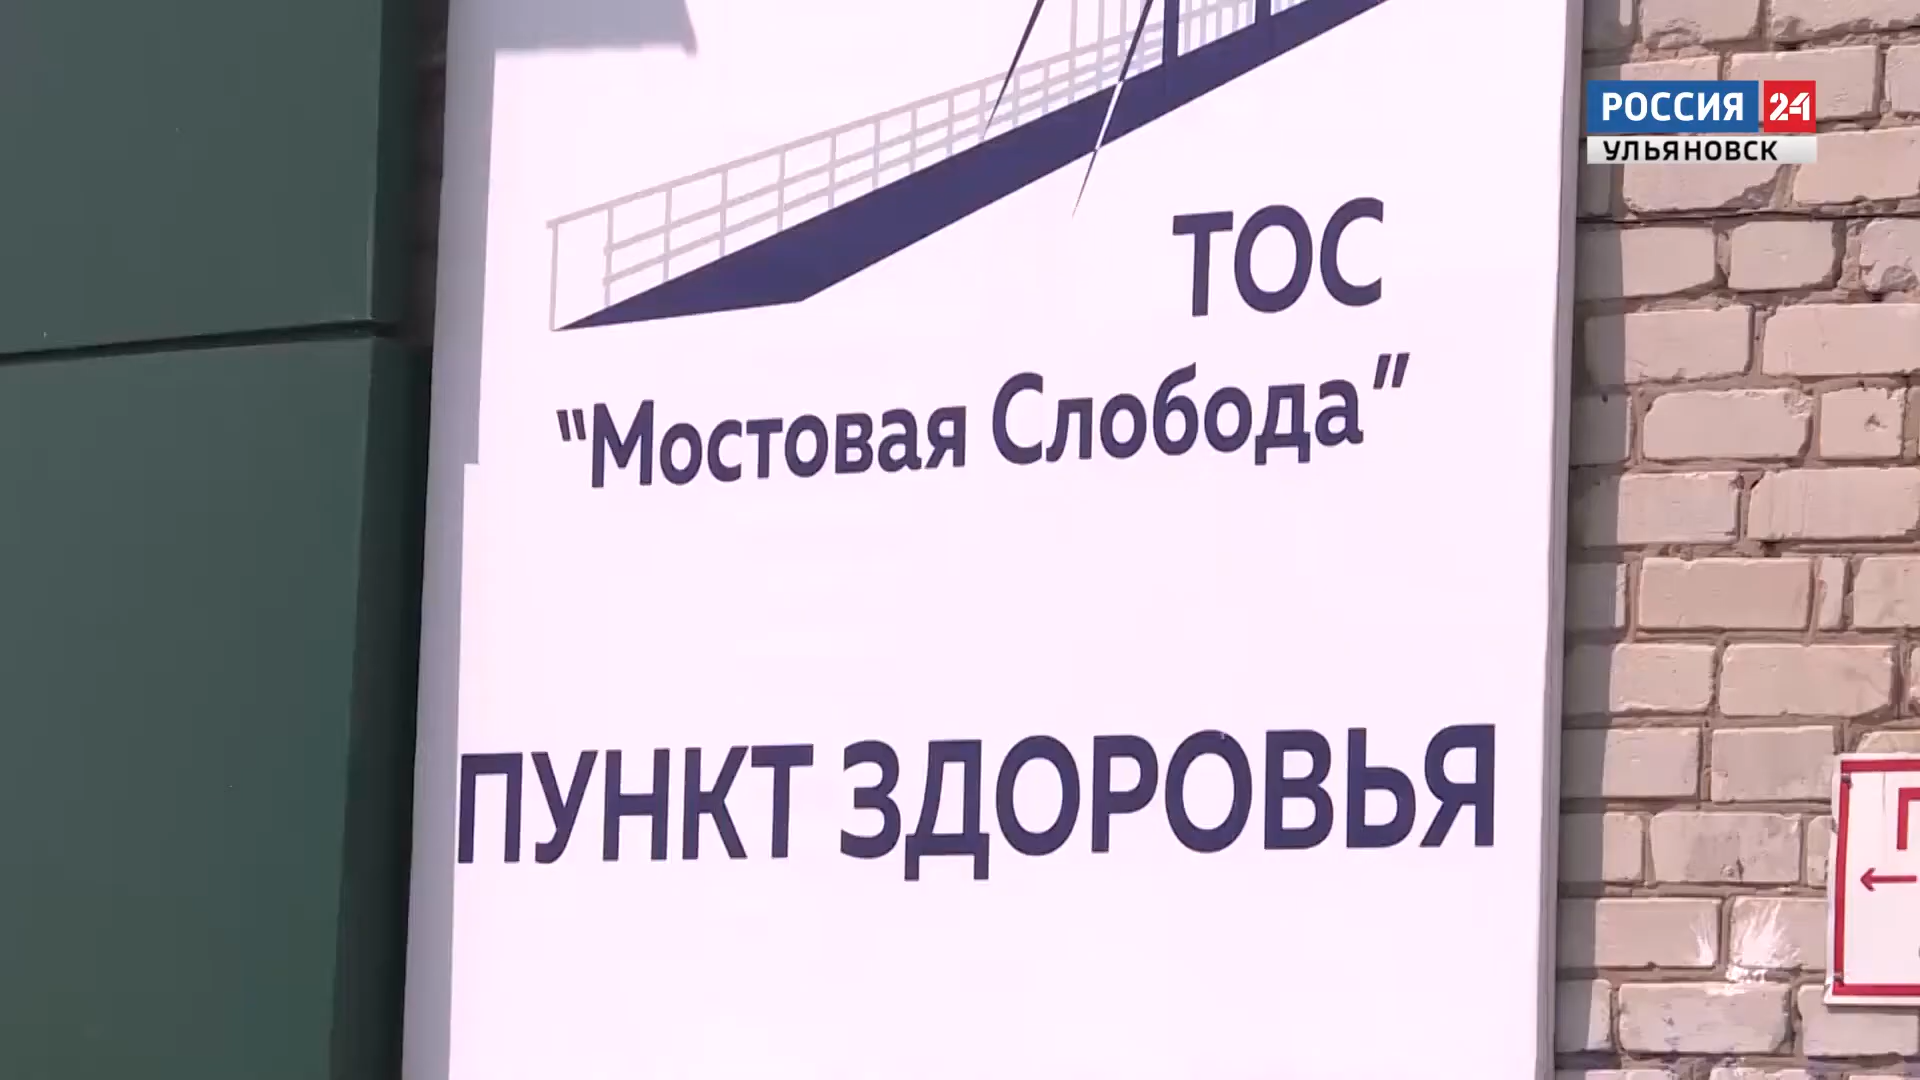 РОССИЯ 24
УЛЬЯНОВСК
ТОС
"Мостовая Слобода"
ПУНКТ ЗДОРОВЬЯ